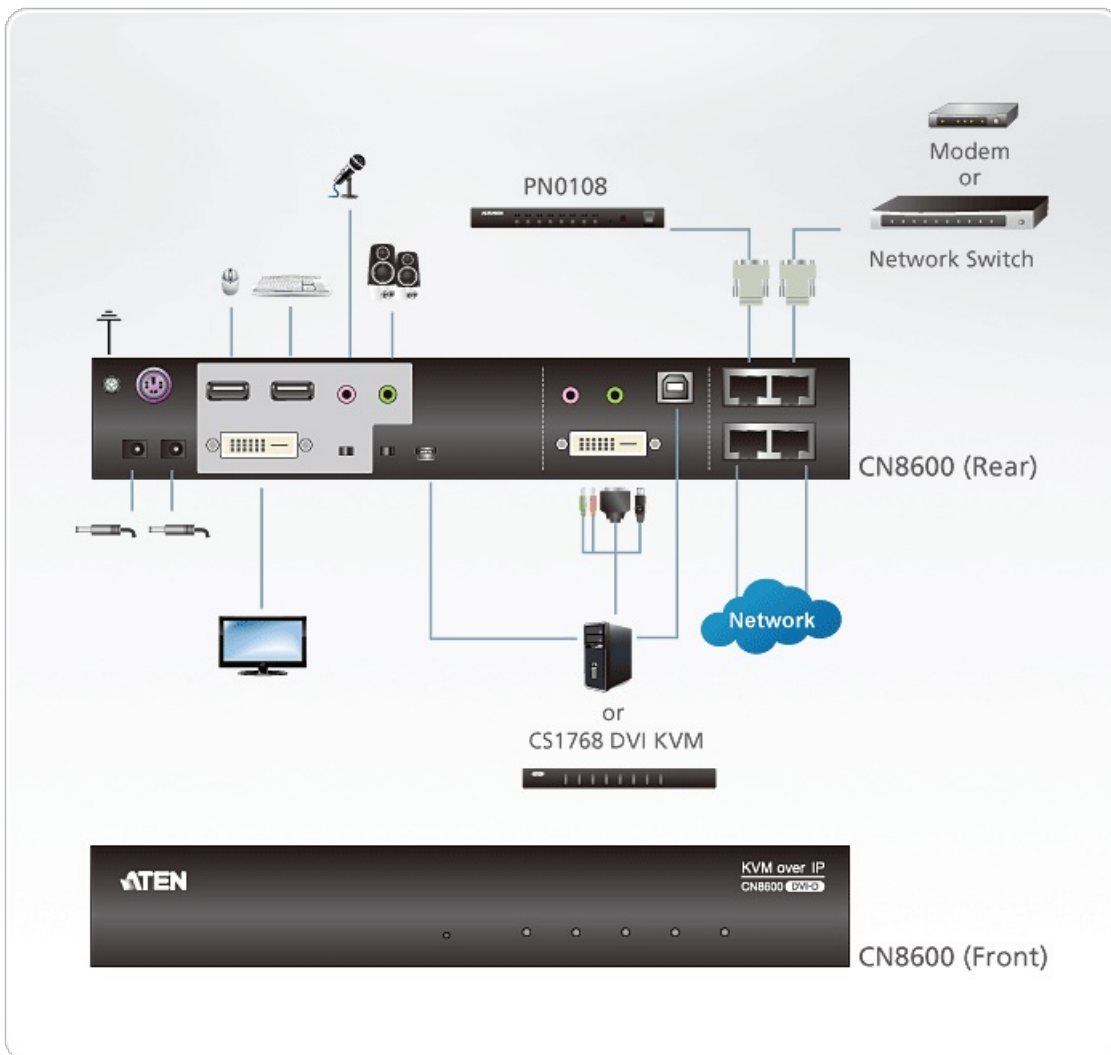 Modem
or
Network Switch
PN0108
CN8600 (Rear)
Network
or
CS1768 DVI KVM
ATEN
KVM over IP
CN8600 DVI-D
CN8600 (Front)